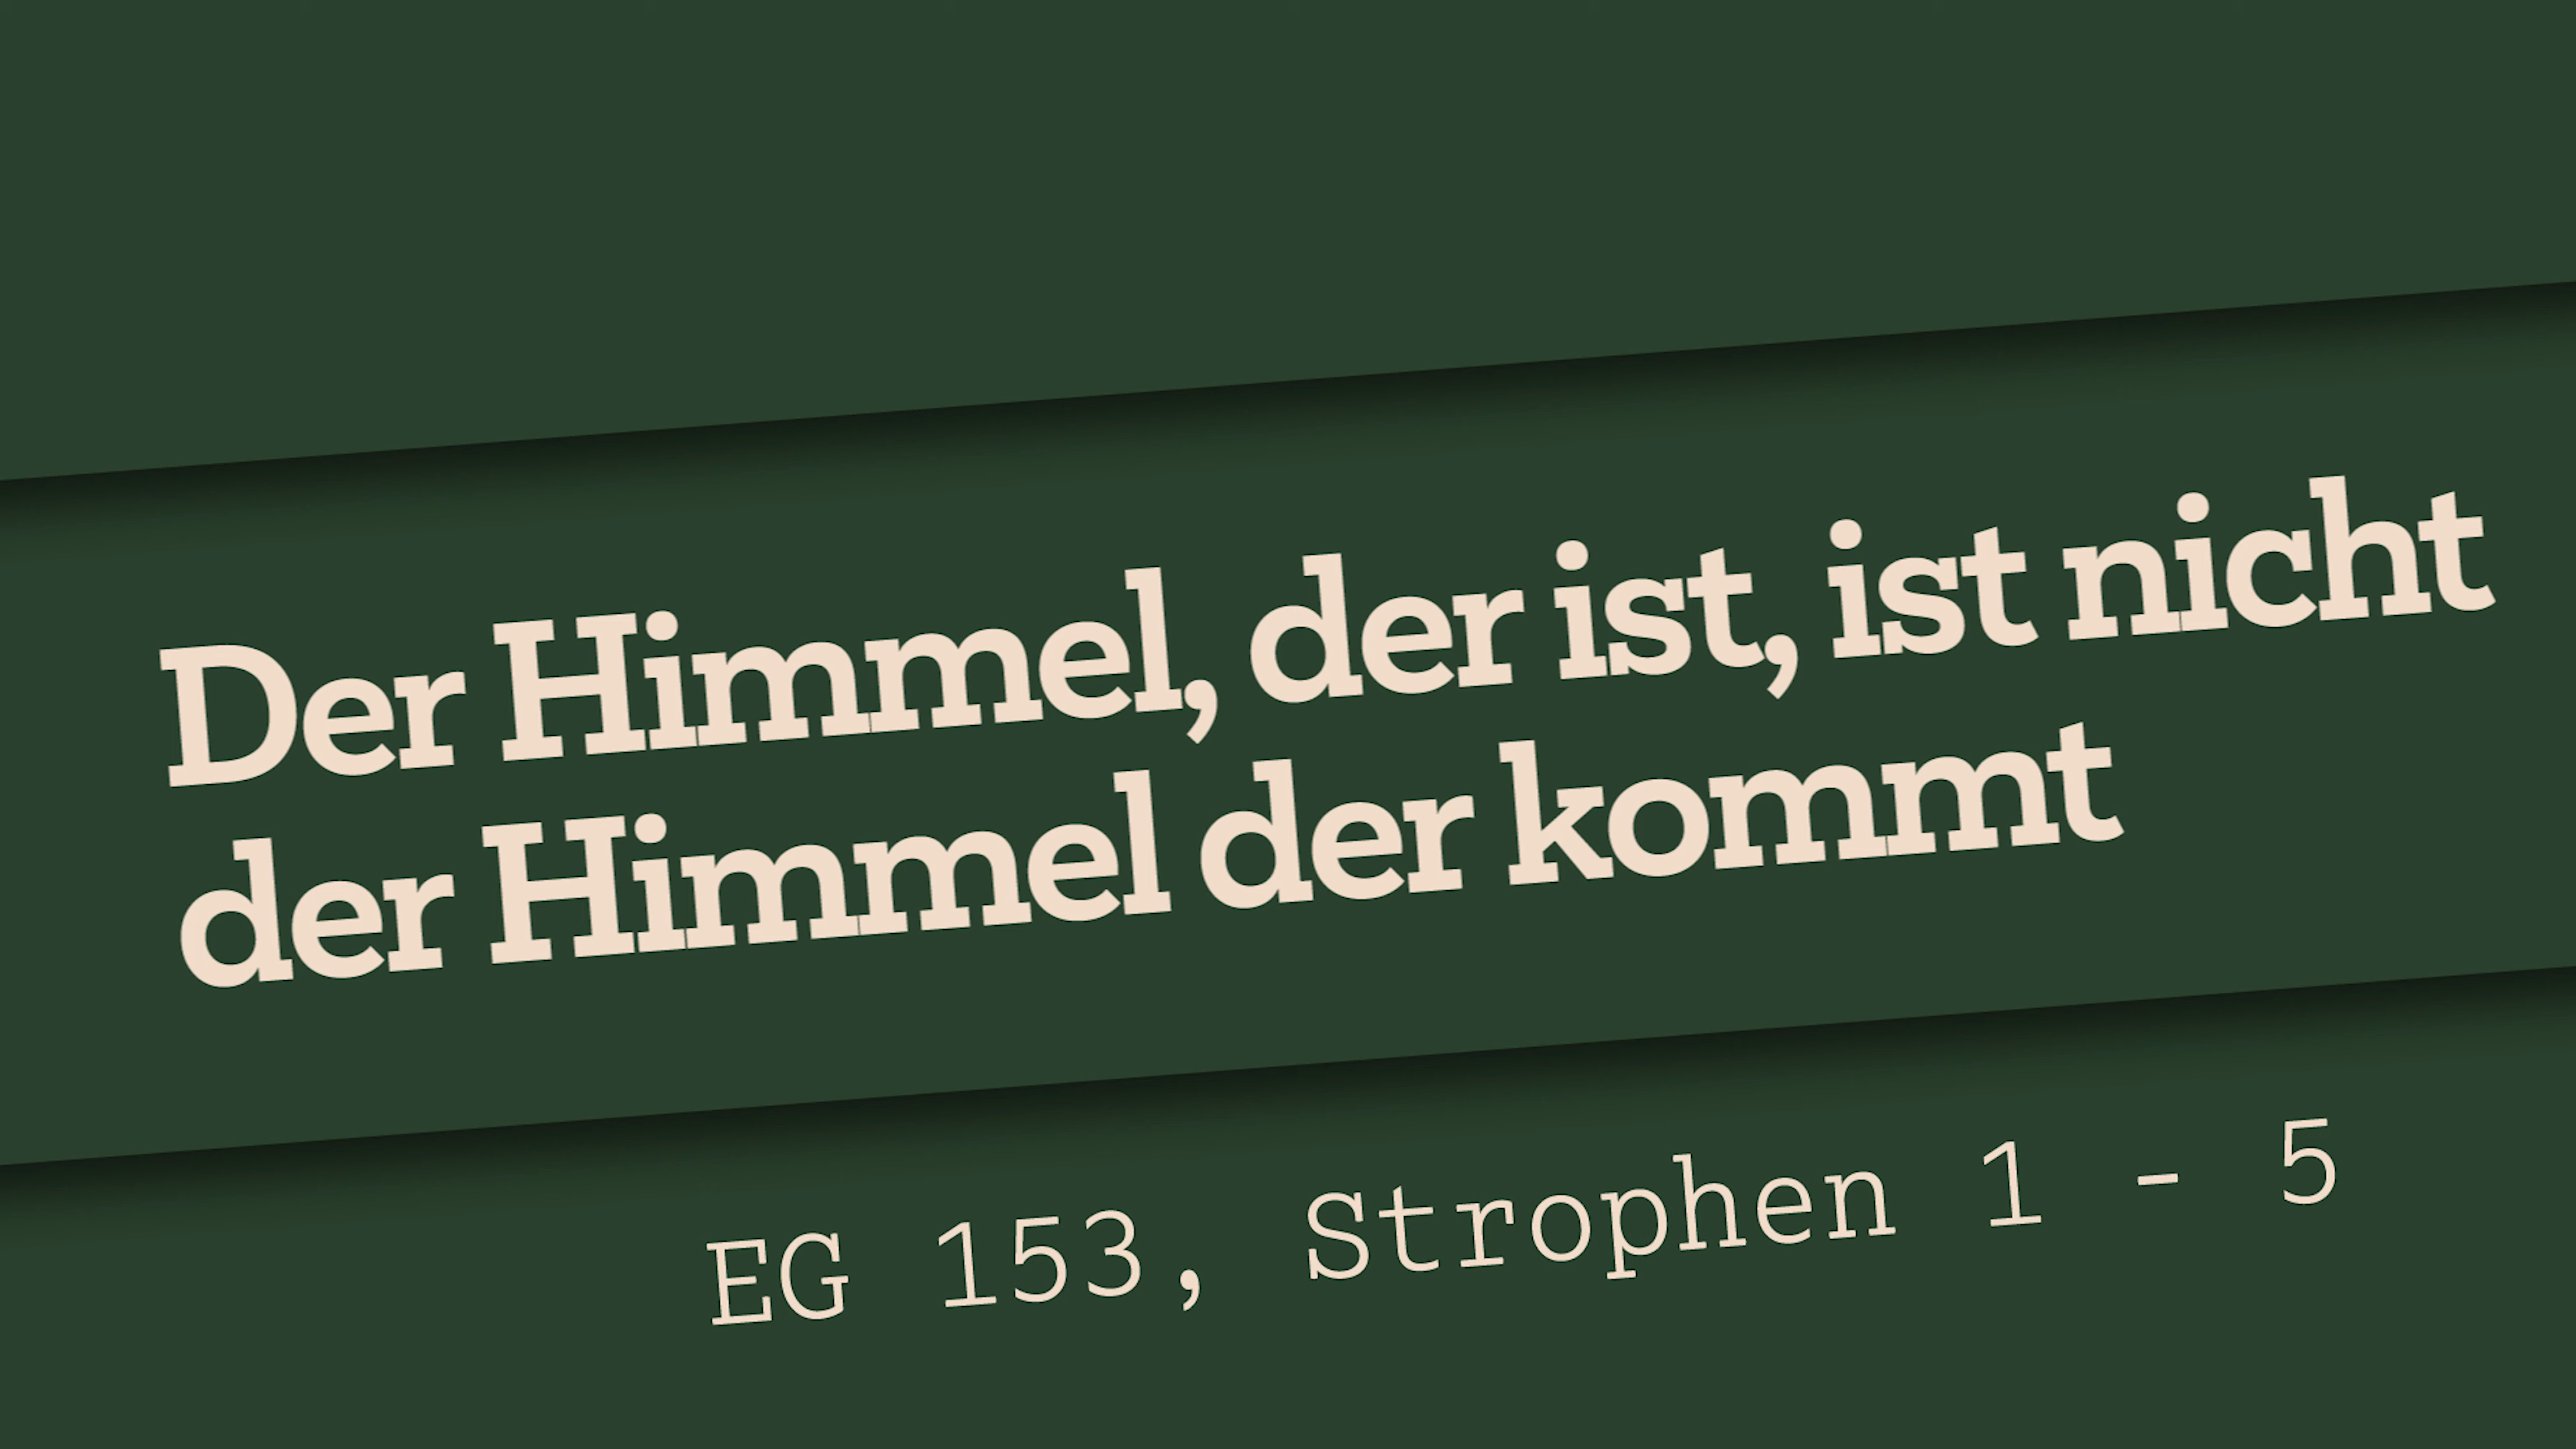 Der Himmel, der ist, ist nicht
der Himmel der kommt
EG 153, Strophen 1 - 5